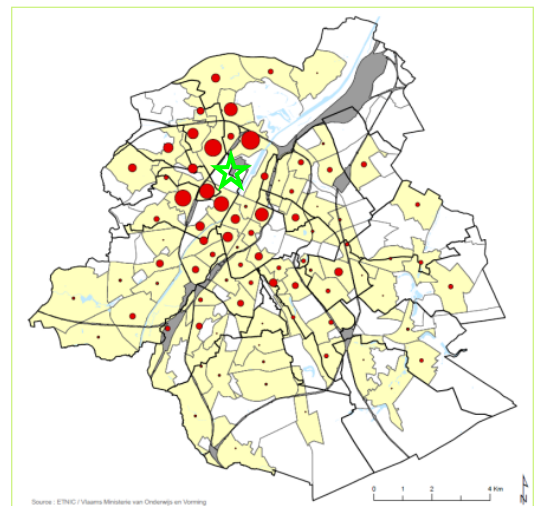 Source : ETNIC / Vlaams Ministerie van Onderwijs en Vorming
0 1 2 4 Km
N